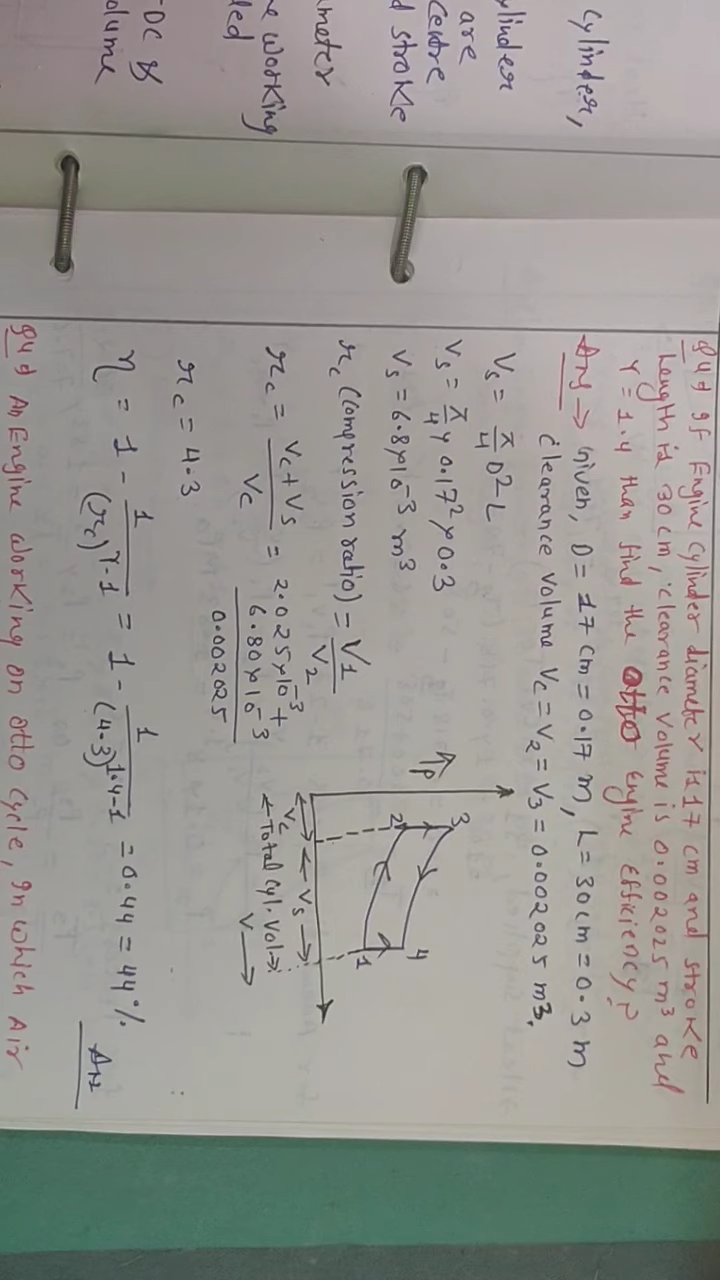 cylinder,
ylinder
are
centre
d stroke
ameter
e working
led
DC &
olume
Qud If Engine cylinder diameter is 17 cm and stroke
Length is 30 cm, clearance volume is 0.002025 m³ and
γ = 1.4 than find the otto Engine Efficiency?
Ans → Given, D = 17 cm = 0.17 m, L = 30 cm = 0.3 m
clearance volume Vc = V2 = V3 = 0.002025 m³.
Vs = π/4 D² L
Vs = π/4 × 0.17² × 0.3
Vs = 6.8 × 10⁻³ m³
rc (compression ratio) = V1/V2
rc = (Vc + Vs)/Vc = (2.025×10⁻³ + 6.80×10⁻³)/0.002025
rc = 4.3
η = 1 - 1/(rc)^γ-1 = 1 - 1/(4.3)^1.4-1 = 0.44 = 44%
Ans
↑P
3
2
4
1
Vc
← Vs →
← Total cyl. Vol →
V →
Qud An Engine working on otto cycle, In which Air